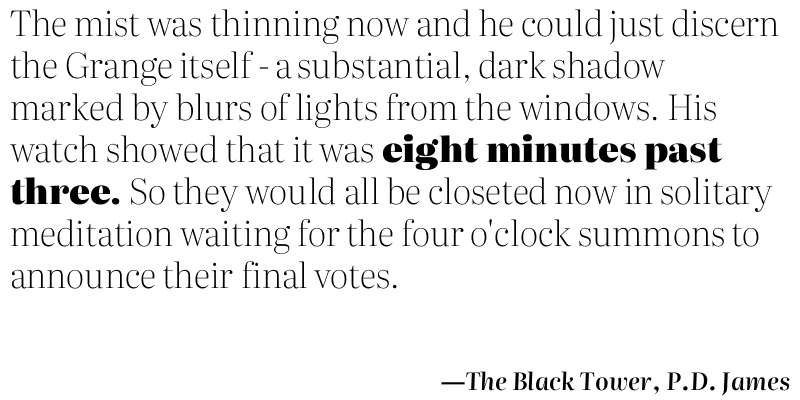 The mist was thinning now and he could just discern
the Grange itself - a substantial, dark shadow
marked by blurs of lights from the windows. His
watch showed that it was eight minutes past
three. So they would all be closeted now in solitary
meditation waiting for the four o'clock summons to
announce their final votes.
—The Black Tower, P.D. James